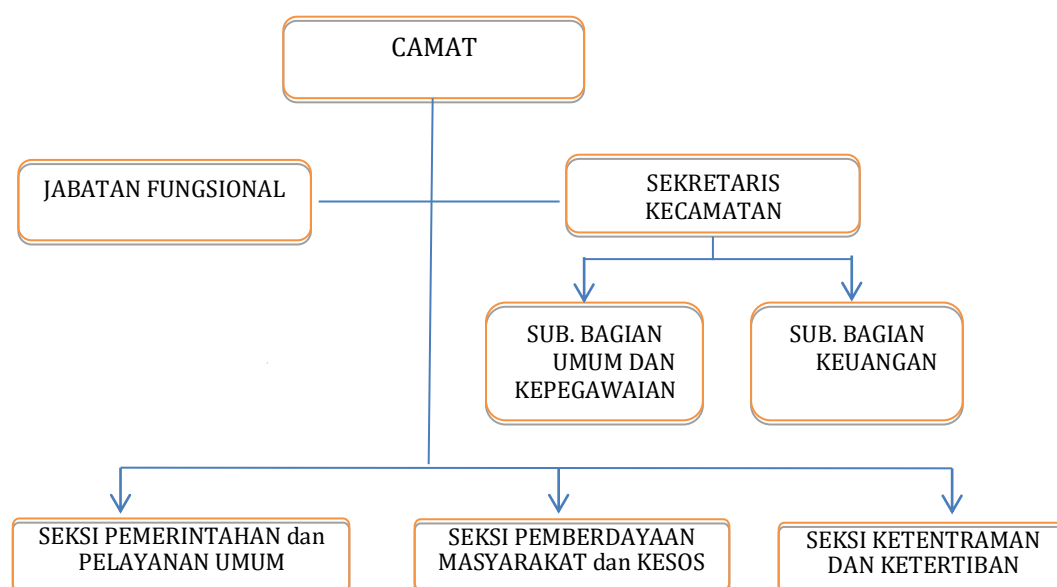 CAMAT
JABATAN FUNGSIONAL
SEKRETARIS
KECAMATAN
SUB. BAGIAN
UMUM DAN
KEPEGAWAIAN
SUB. BAGIAN
KEUANGAN
SEKSI PEMERINTAHAN dan
PELAYANAN UMUM
SEKSI PEMBERDAYAAN
MASYARAKAT dan KESOS
SEKSI KETENTRAMAN
DAN KETERTIBAN